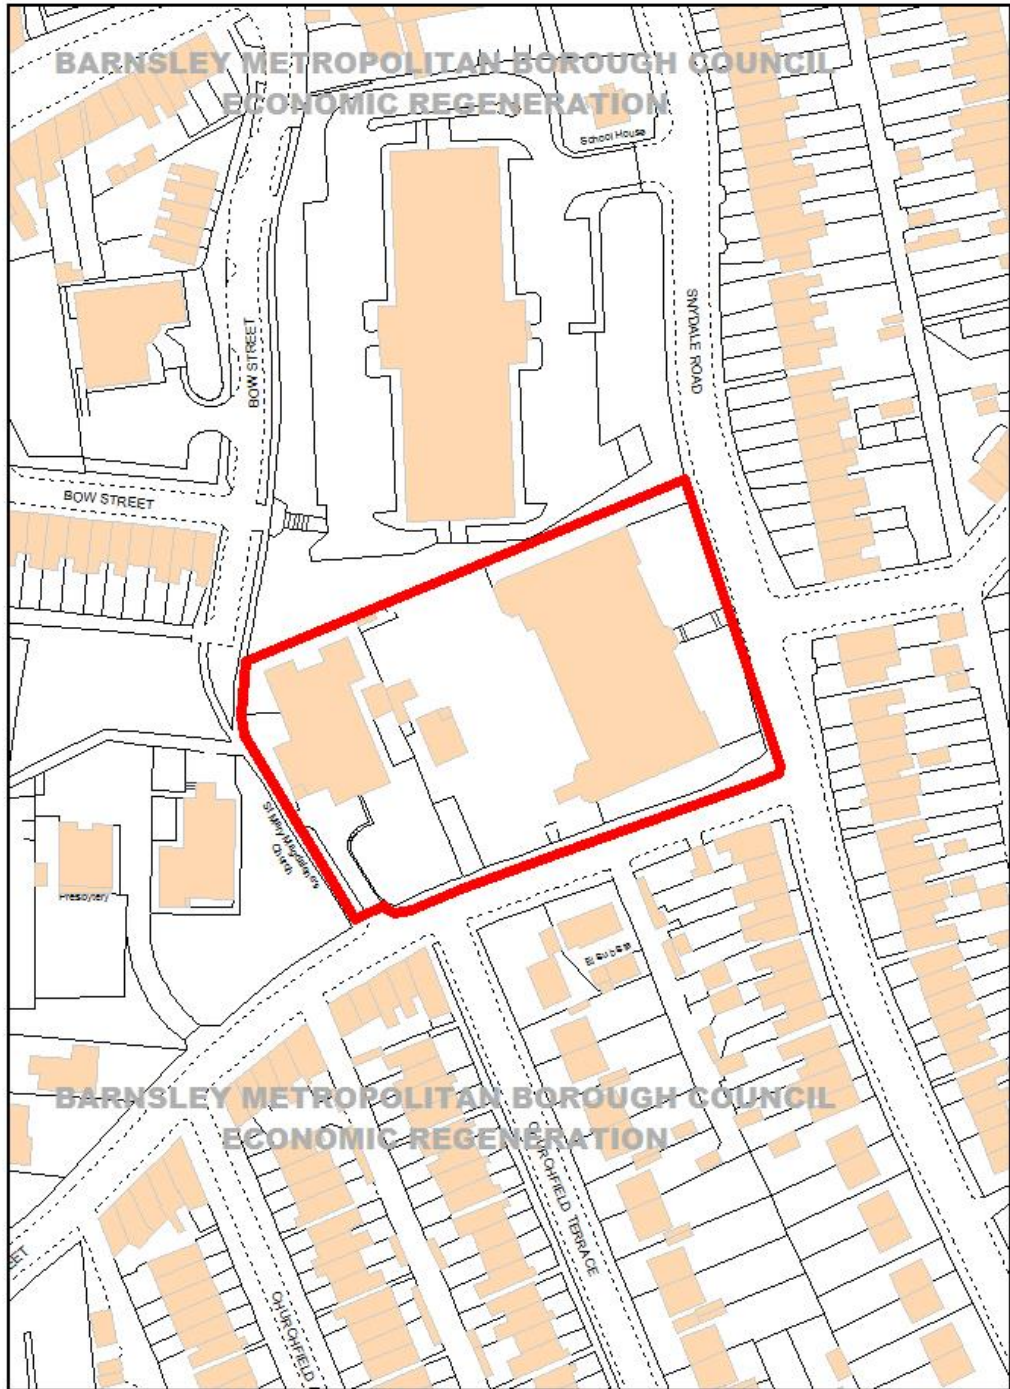 BARNSLEY METROPOLITAN BOROUGH COUNCIL
ECONOMIC REGENERATION
School House
SNYDALE ROAD
BOW STREET
BOW STREET
St Mary Magdalene's
Church
Presbytery
BARNSLEY METROPOLITAN BOROUGH COUNCIL
ECONOMIC REGENERATION
CHURCHFIELD TERRACE
CHURCHFIELD
EET